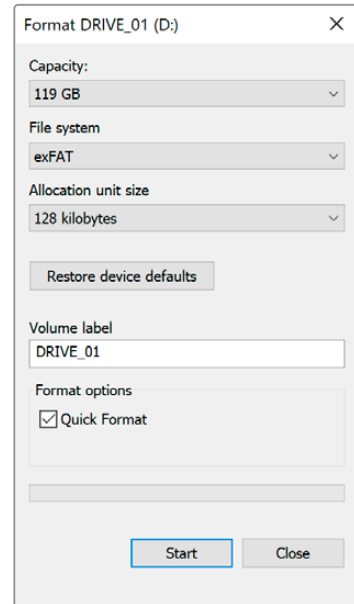 Format DRIVE_01 (D:)
Capacity:
119 GB
File system
exFAT
Allocation unit size
128 kilobytes
Restore device defaults
Volume label
DRIVE_01
Format options
Quick Format
Start Close